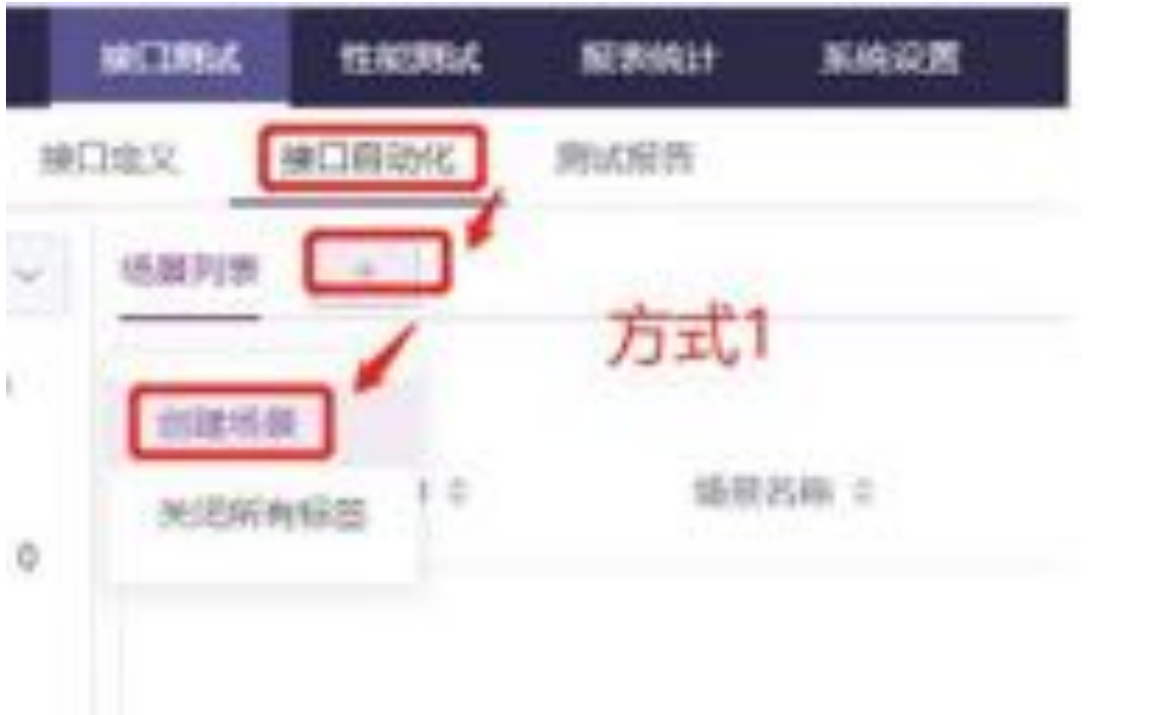 接口测试 性能测试 报表统计 系统设置
接口定义 接口自动化 测试报告
场景列表 +
方式1
创建场景
场景名称
关闭所有标签